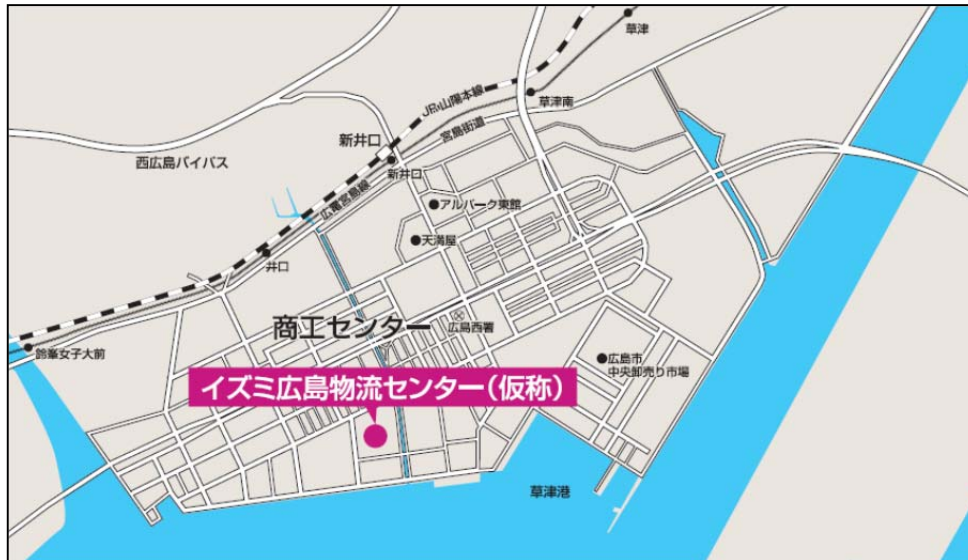 草津
JR山陽本線
草津南
宮島街道
新井口
西広島バイパス
新井口
広電宮島線
アルパーク東館
天満屋
井口
商工センター
広島西署
鈴峯女子大前
広島市
中央卸売り市場
イズミ広島物流センター(仮称)
草津港